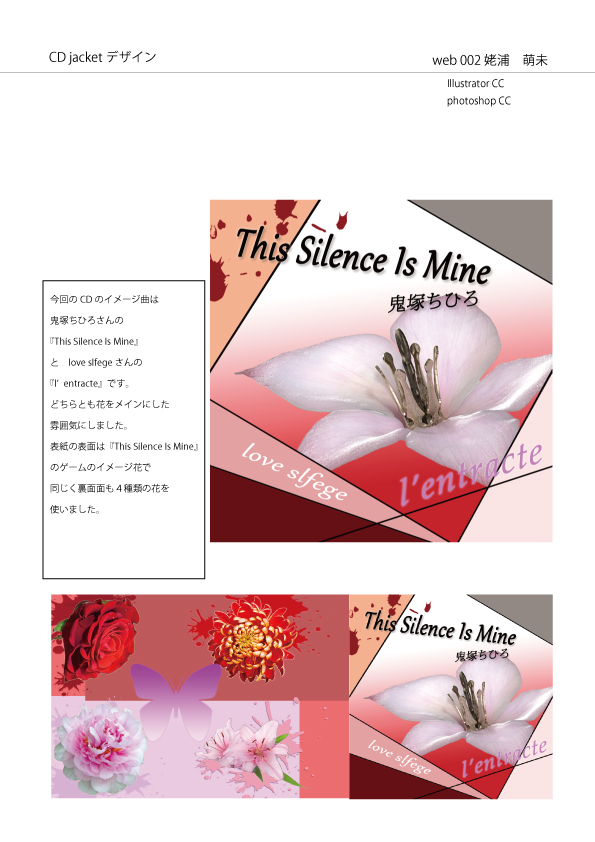 CD jacket デザイン
web 002 姥浦　萌未
Illustrator CC
photoshop CC
This Silence Is Mine
鬼塚ちひろ
love slfege
l'entracte
今回の CD のイメージ曲は
鬼塚ちひろさんの
『This Silence Is Mine』
と　love slfege さんの
『l’entracte』です。
どちらとも花をメインにした
雰囲気にしました。
表紙の表面は『This Silence Is Mine』
のゲームのイメージ花で
同じく裏面面も４種類の花を
使いました。
This Silence Is Mine
鬼塚ちひろ
love slfege
l'entracte